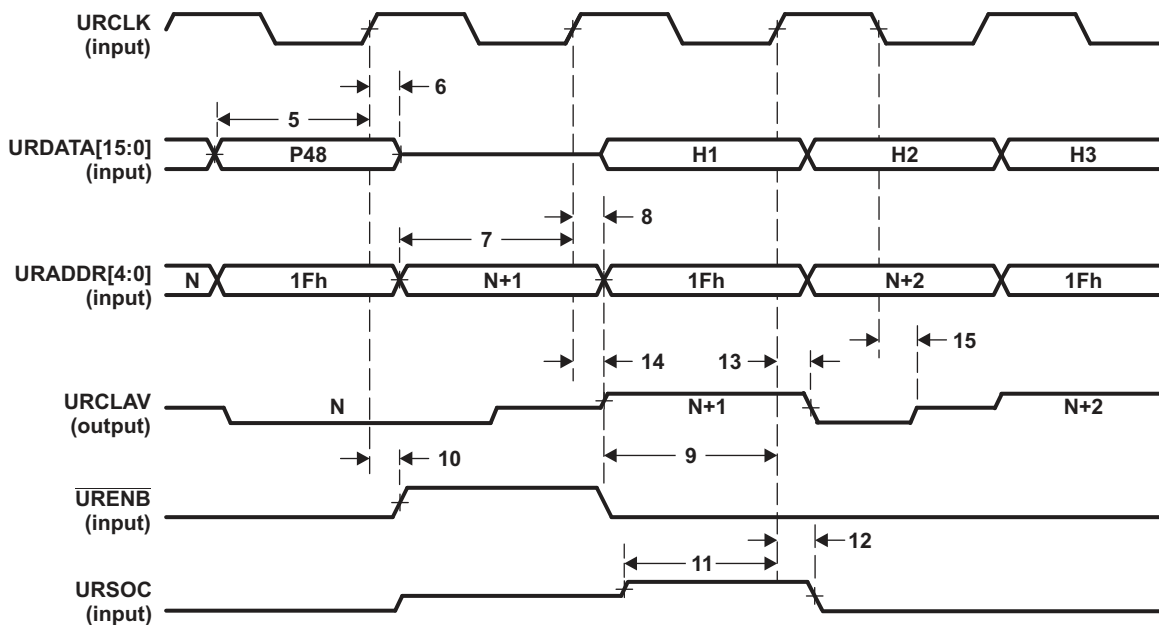 URCLK
(input)
6
5
URDATA[15:0]
(input)
P48
H1
H2
H3
8
7
URADDR[4:0]
(input)
N
1Fh
N+1
1Fh
N+2
1Fh
14
13
15
URCLAV
(output)
N
N+1
N+2
10
9
URENB
(input)
12
11
URSOC
(input)